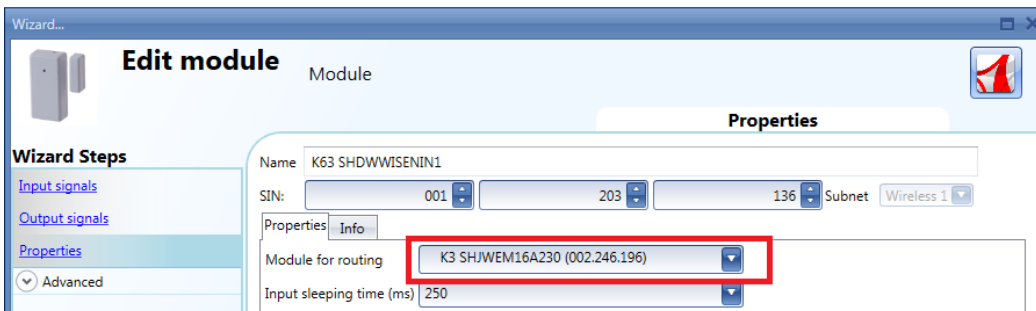 Wizard...
Edit module
Module
Properties
Wizard Steps
Input signals
Output signals
Properties
Advanced
Name K63 SHDWWISENIN1
SIN: 001 203 136 Subnet Wireless 1
Properties Info
Module for routing K3 SHJWEM16A230 (002.246.196)
Input sleeping time (ms) 250